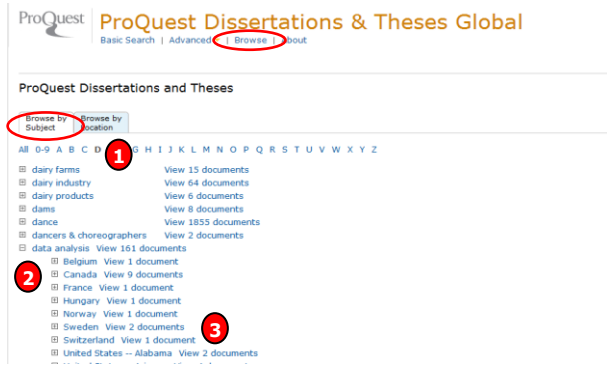 ProQuest
ProQuest Dissertations & Theses Global
Basic Search | Advanced | Browse | About
ProQuest Dissertations and Theses
Browse by Subject
Browse by Location
All 0-9 A B C D G H I J K L M N O P Q R S T U V W X Y Z
1
dairy farms View 15 documents
dairy industry View 64 documents
dairy products View 6 documents
dams View 8 documents
dance View 1855 documents
dancers & choreographers View 2 documents
data analysis View 161 documents
Belgium View 1 document
2
Canada View 9 documents
France View 1 document
Hungary View 1 document
Norway View 1 document
Sweden View 2 documents
3
Switzerland View 1 document
United States -- Alabama View 2 documents